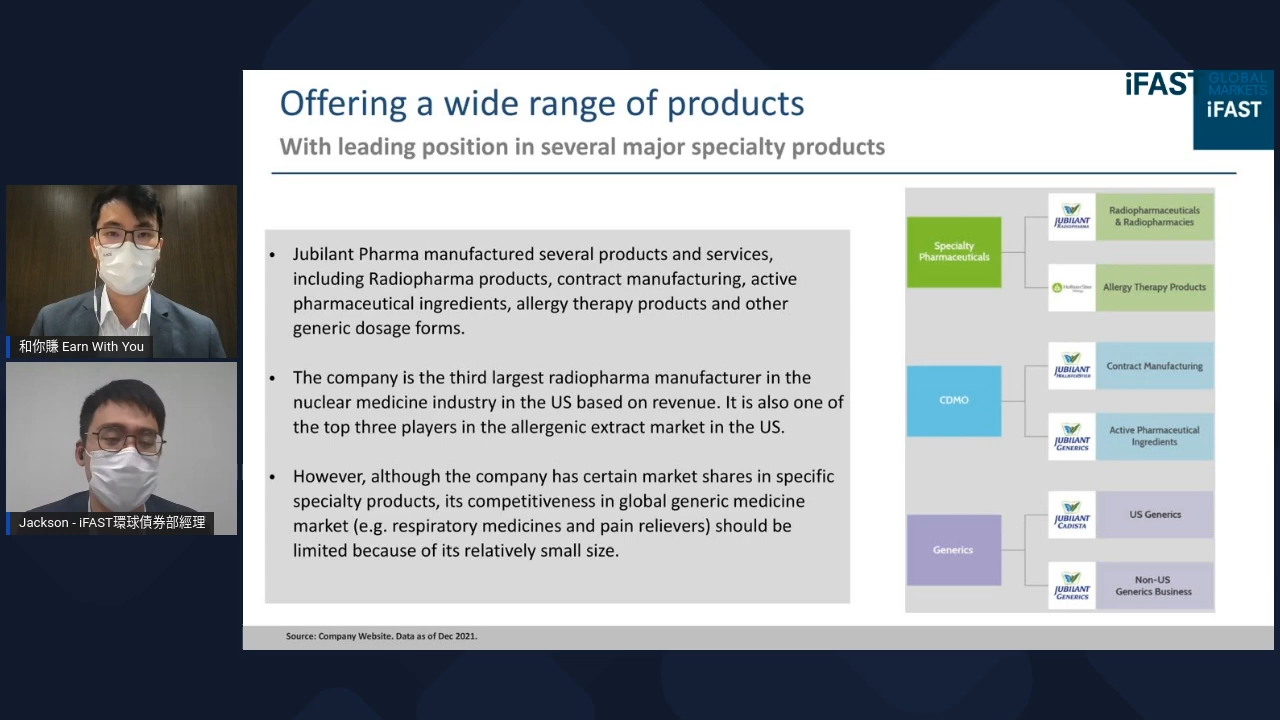 Offering a wide range of products
With leading position in several major specialty products
iFAST
GLOBAL
MARKETS
iFAST
• Jubilant Pharma manufactured several products and services,
including Radiopharma products, contract manufacturing, active
pharmaceutical ingredients, allergy therapy products and other
generic dosage forms.
• The company is the third largest radiopharma manufacturer in the
nuclear medicine industry in the US based on revenue. It is also one of
the top three players in the allergenic extract market in the US.
• However, although the company has certain market shares in specific
specialty products, its competitiveness in global generic medicine
market (e.g. respiratory medicines and pain relievers) should be
limited because of its relatively small size.
Specialty
Pharmaceuticals
JUBILANT
RADIOPHARMA
Radiopharmaceuticals
& Radiopharmacies
Allergy Therapy Products
CDMO
JUBILANT
HOLLISTERSTIER
Contract Manufacturing
JUBILANT
GENERICS
Active Pharmaceutical
Ingredients
Generics
JUBILANT
CADISTA
US Generics
JUBILANT
GENERICS
Non-US
Generics Business
Source: Company Website. Data as of Dec 2021.
和你賺 Earn With You
Jackson - iFAST環球債券部經理